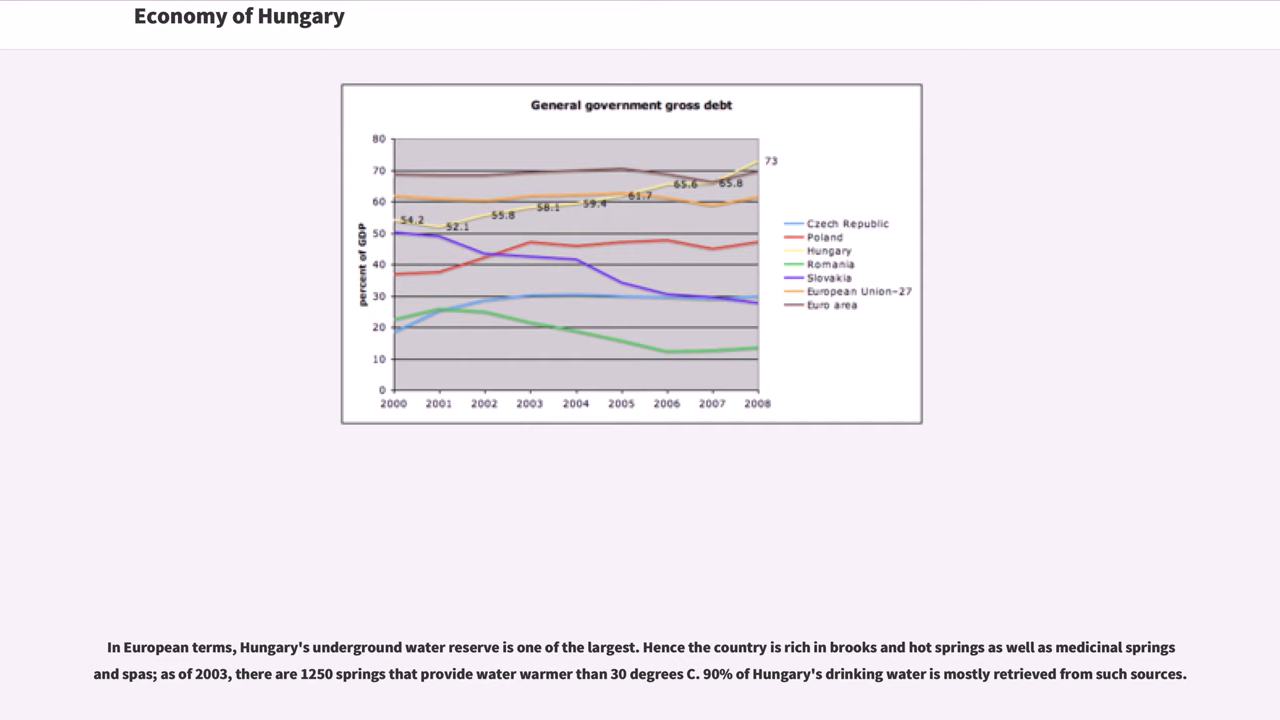 Economy of Hungary
General government gross debt
80
70
60
50
40
30
20
10
0
percent of GDP
54.2
52.1
55.8
58.1
59.4
61.7
65.6
65.8
73
2000 2001 2002 2003 2004 2005 2006 2007 2008
Czech Republic
Poland
Hungary
Romania
Slovakia
European Union-27
Euro area
In European terms, Hungary's underground water reserve is one of the largest. Hence the country is rich in brooks and hot springs as well as medicinal springs
and spas; as of 2003, there are 1250 springs that provide water warmer than 30 degrees C. 90% of Hungary's drinking water is mostly retrieved from such sources.